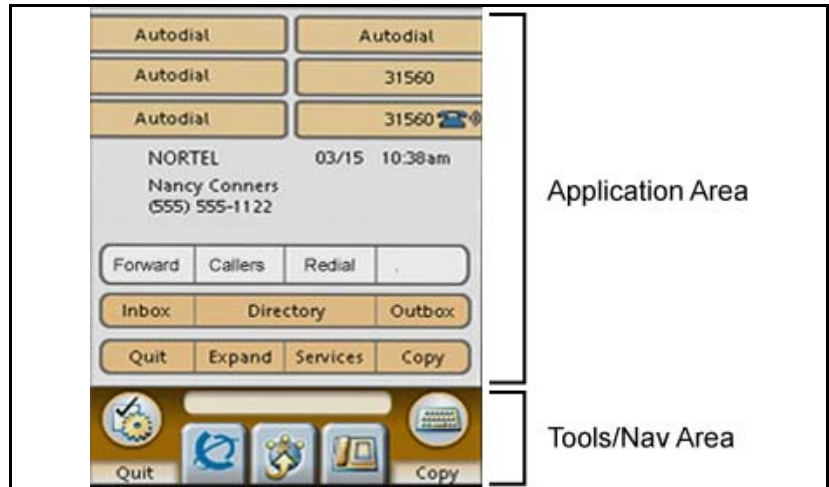 Autodial Autodial
Autodial 31560
Autodial 31560
NORTEL 03/15 10:38am
Nancy Conners
(555) 555-1122
Forward Callers Redial .
Inbox Directory Outbox
Quit Expand Services Copy
Quit Copy
Application Area
Tools/Nav Area